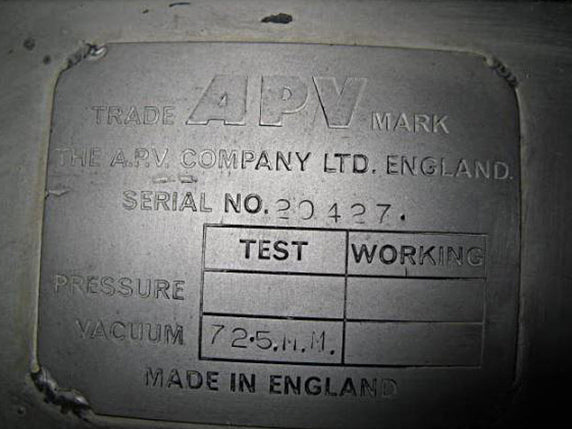 TRADE APV MARK
THE A.P.V. COMPANY LTD. ENGLAND.
SERIAL NO. 20427.
TEST WORKING
PRESSURE
VACUUM 72.5.M.M.
MADE IN ENGLAND